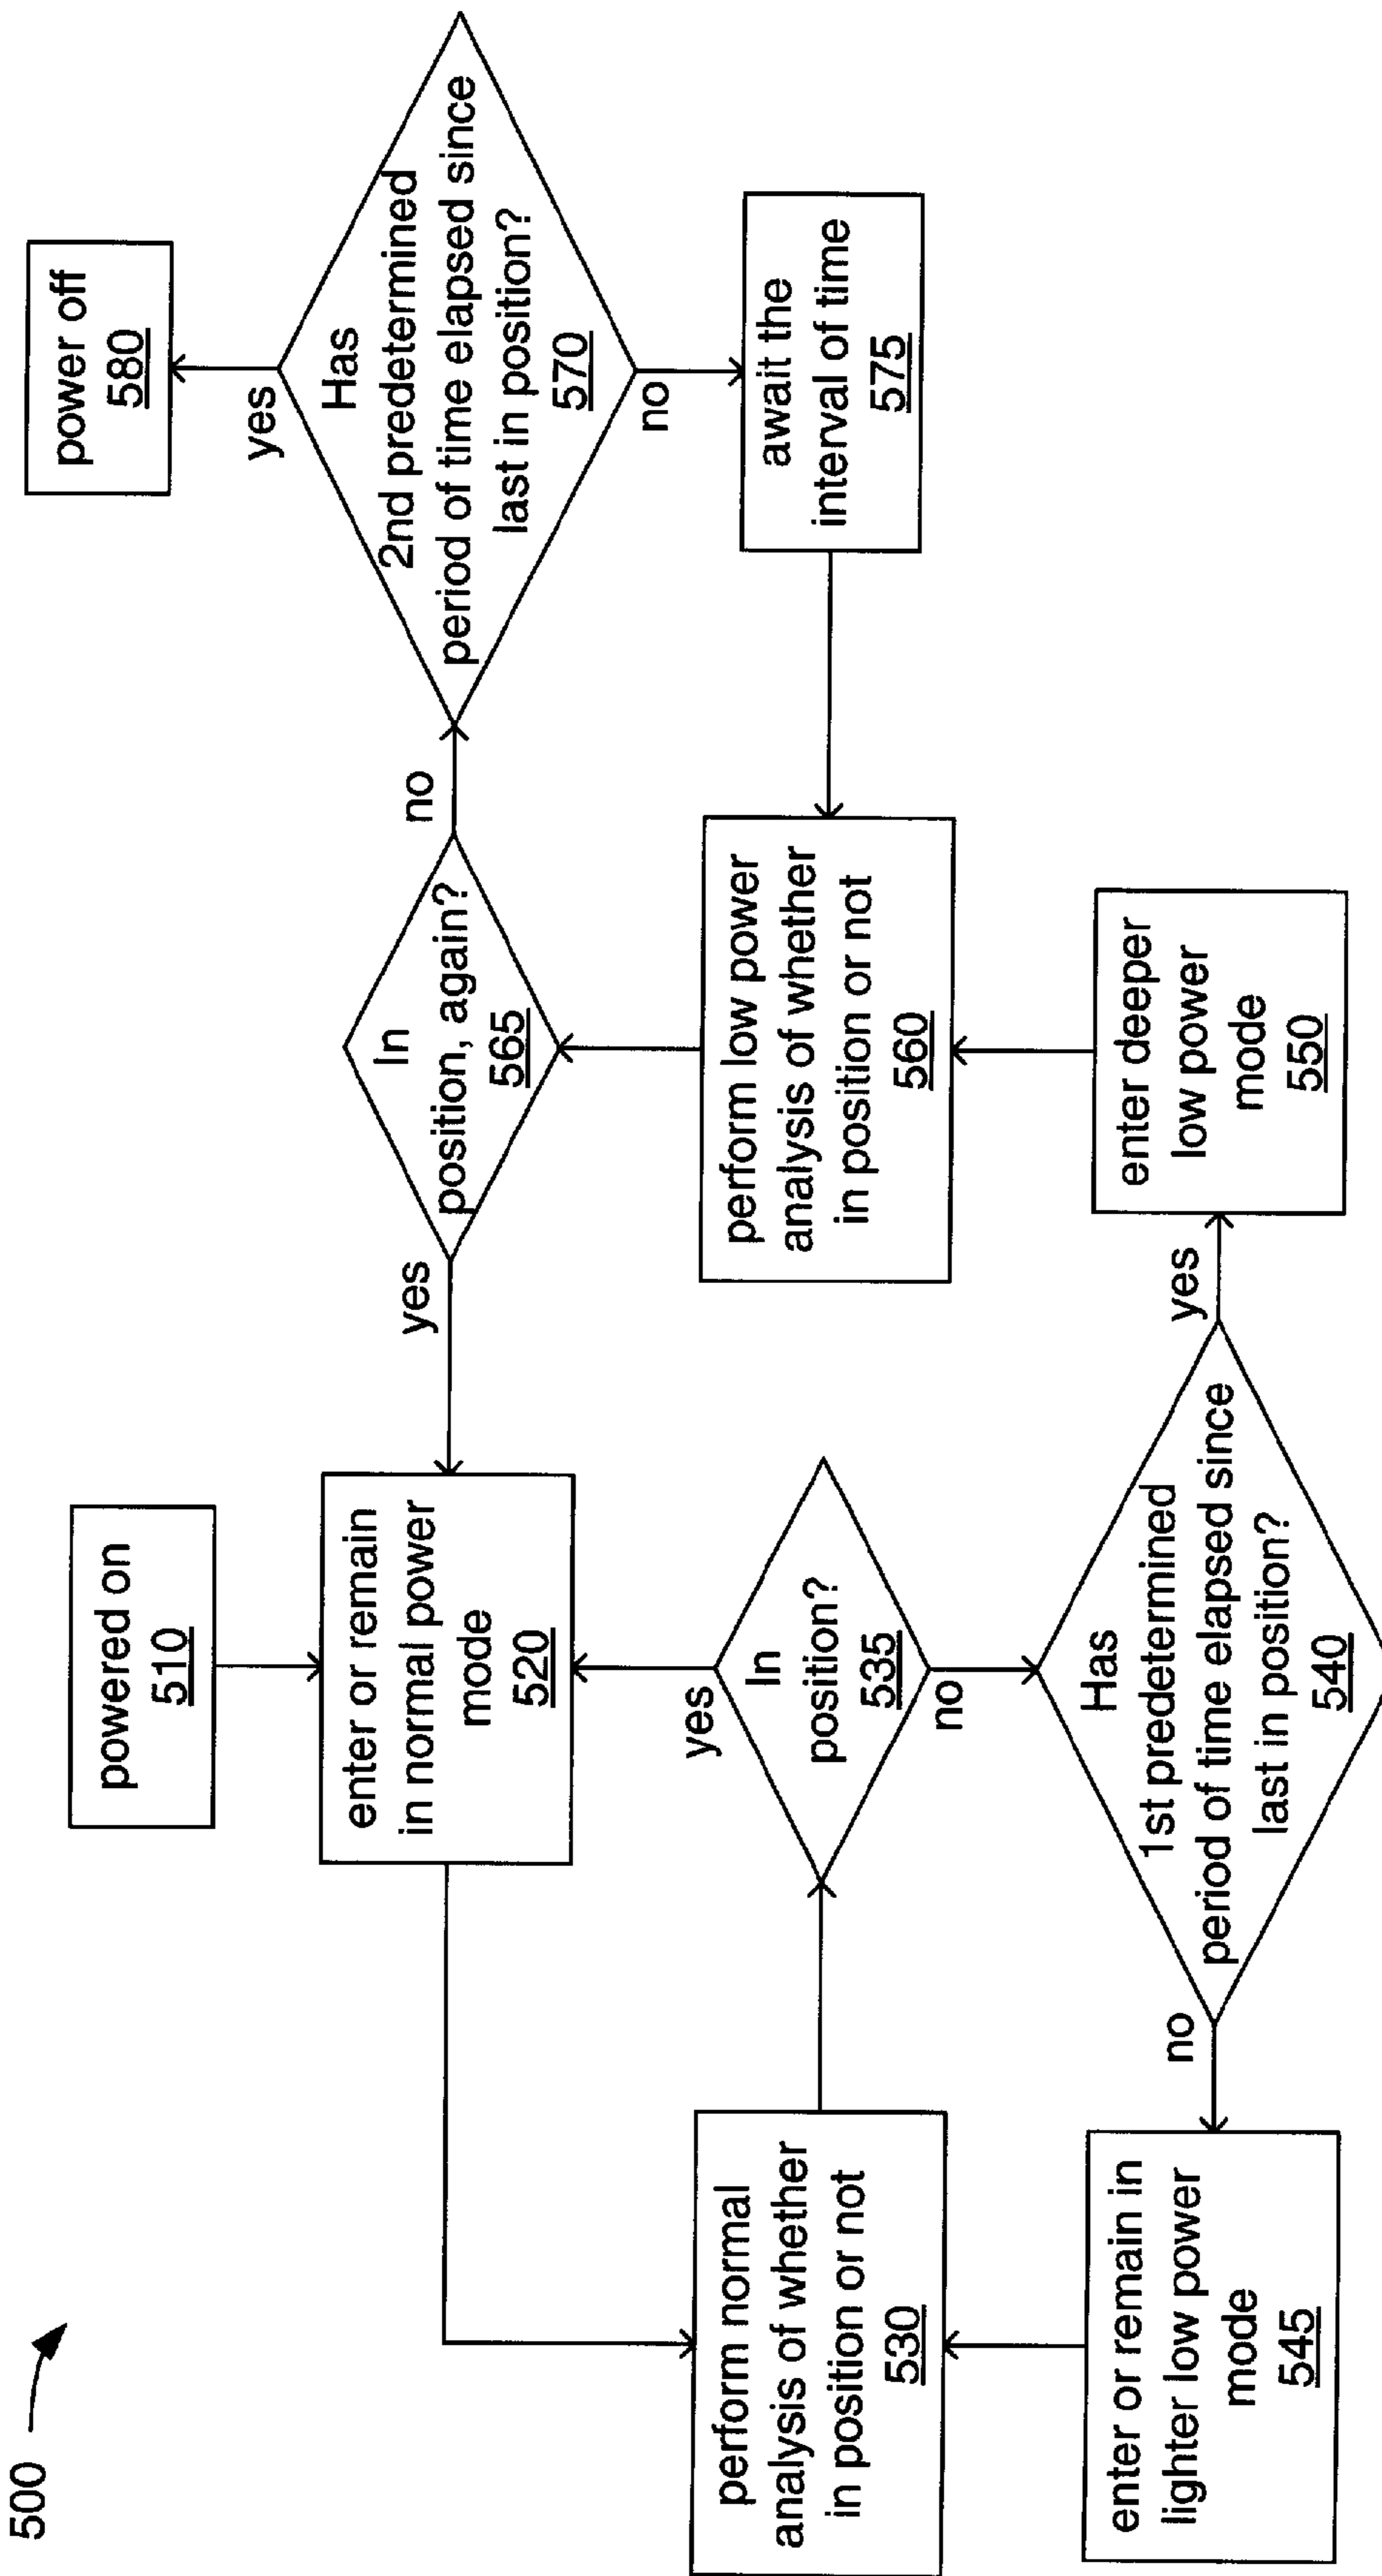 500
powered on
510
enter or remain
in normal power
mode
520
perform normal
analysis of whether
in position or not
530
In
position?
535
yes
no
Has
1st predetermined
period of time elapsed since
last in position?
540
no
yes
enter or remain in
lighter low power
mode
545
enter deeper
low power
mode
550
perform low power
analysis of whether
in position or not
560
In
position, again?
565
yes
no
Has
2nd predetermined
period of time elapsed since
last in position?
570
yes
no
await the
interval of time
575
power off
580